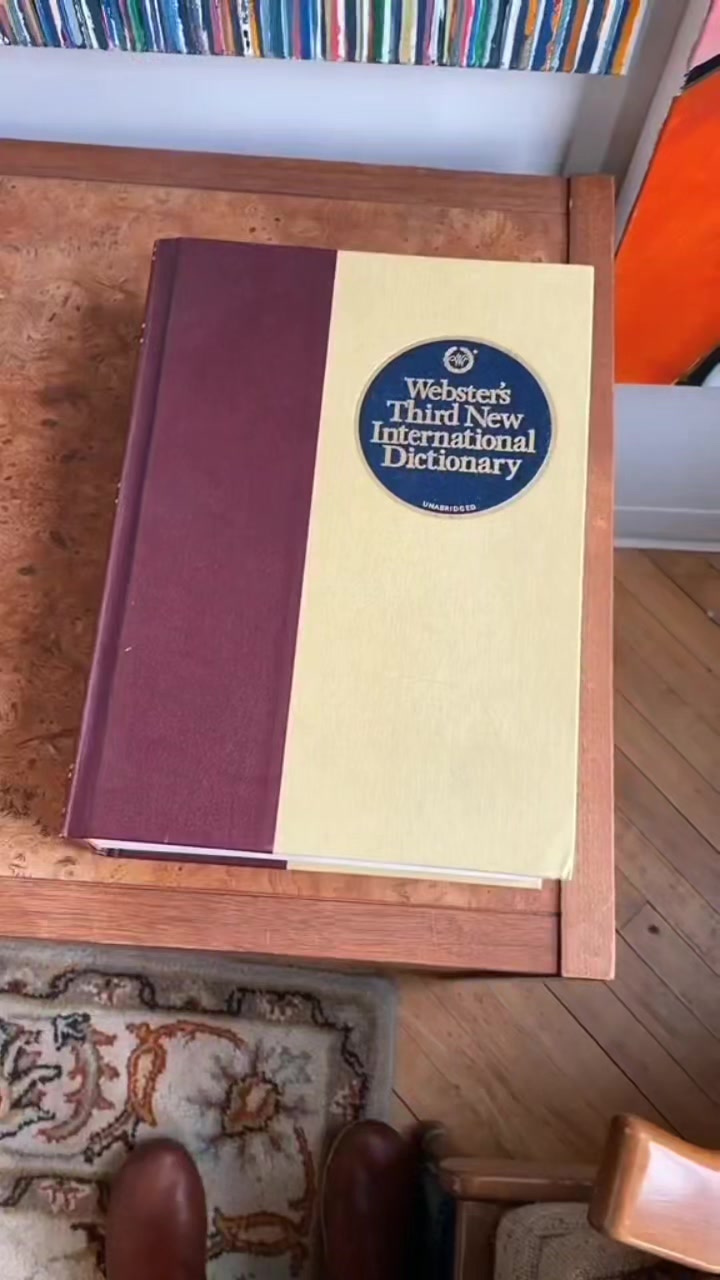 Webster's
Third New
International
Dictionary
UNABRIDGED